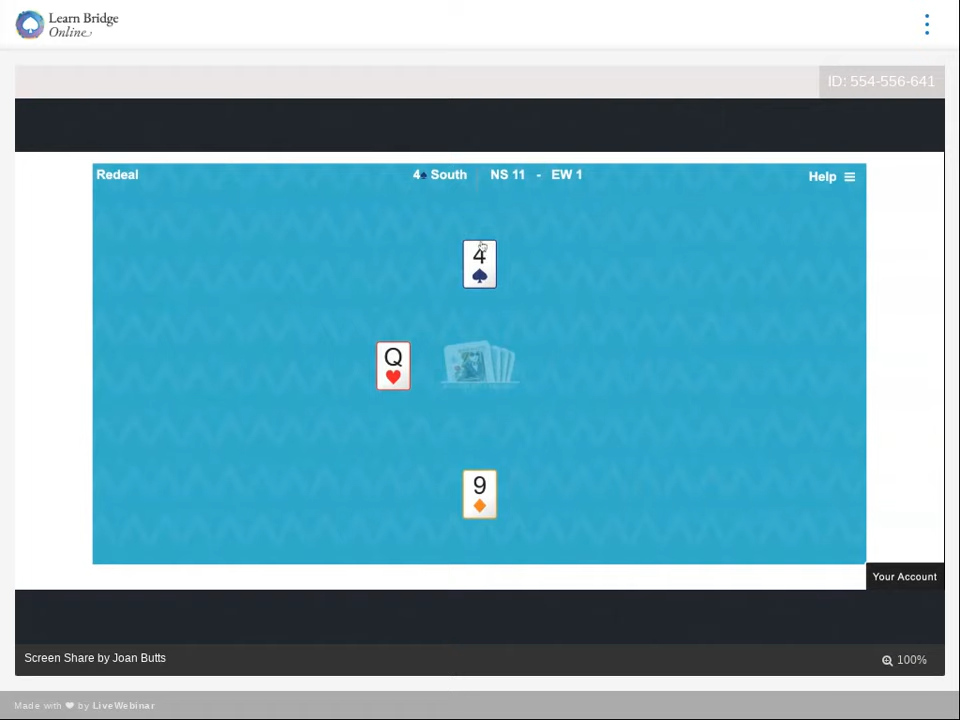 Learn Bridge
Online
ID: 554-556-641
Redeal
4♠ South NS 11 - EW 1
Help
4
Q
9
Your Account
Screen Share by Joan Butts
100%
Made with ♥ by LiveWebinar